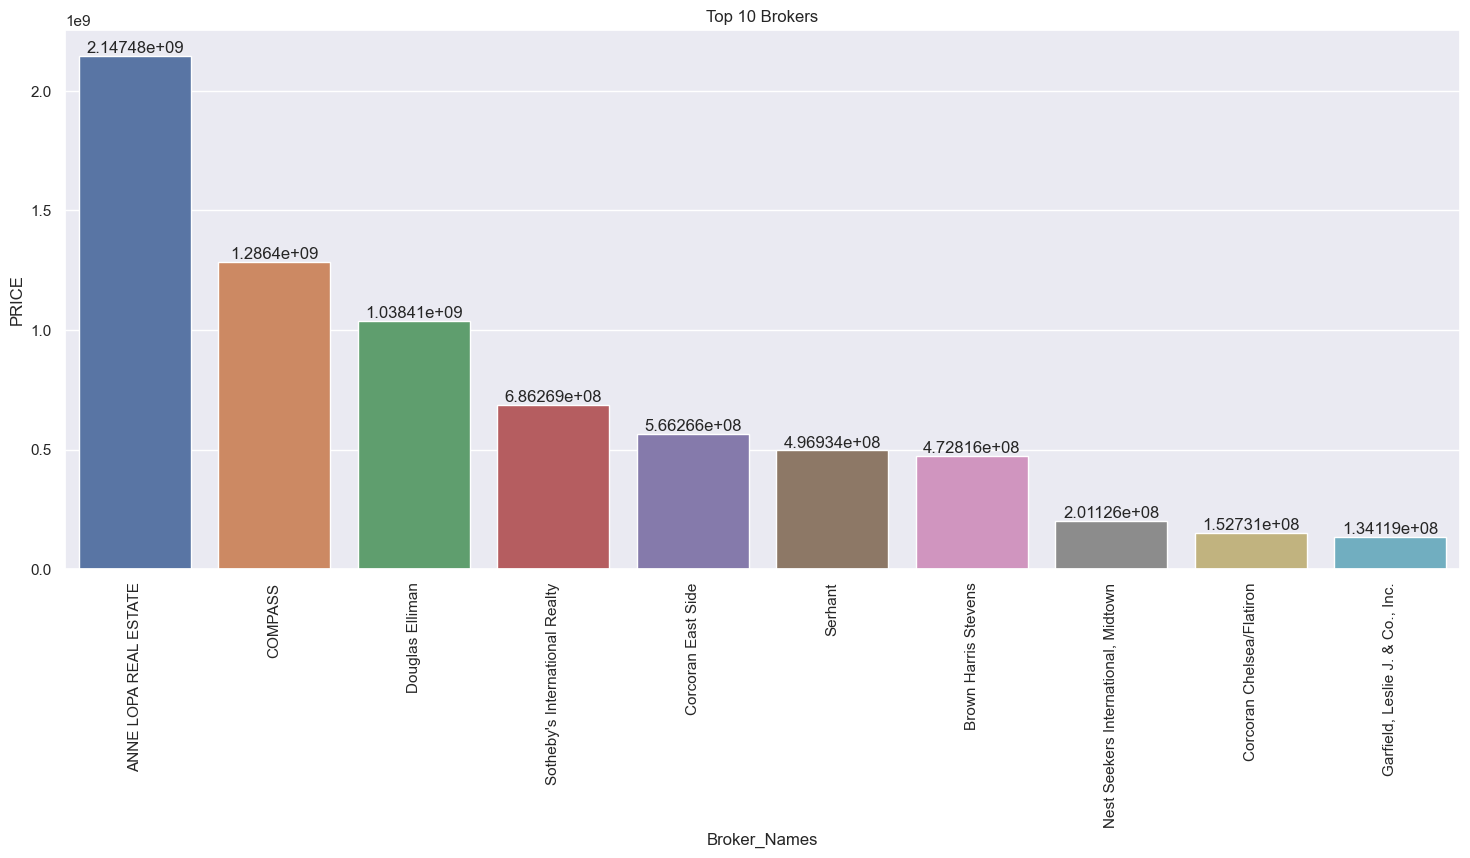 Top 10 Brokers
1e9
PRICE
2.0
1.5
1.0
0.5
0.0
2.14748e+09
1.2864e+09
1.03841e+09
6.86269e+08
5.66266e+08
4.96934e+08
4.72816e+08
2.01126e+08
1.52731e+08
1.34119e+08
ANNE LOPA REAL ESTATE
COMPASS
Douglas Elliman
Sotheby's International Realty
Corcoran East Side
Serhant
Brown Harris Stevens
Nest Seekers International, Midtown
Corcoran Chelsea/Flatiron
Garfield, Leslie J. & Co., Inc.
Broker_Names